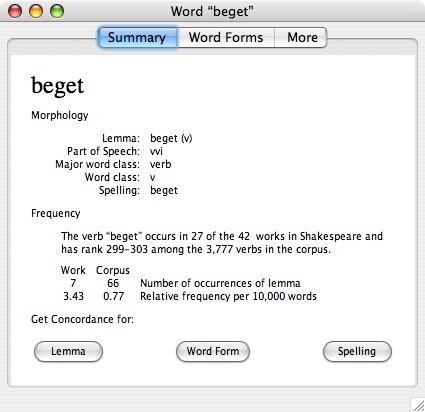 Word “beget”
Summary Word Forms More
beget
Morphology
Lemma: beget (v)
Part of Speech: vvi
Major word class: verb
Word class: v
Spelling: beget
Frequency
The verb “beget” occurs in 27 of the 42 works in Shakespeare and
has rank 299-303 among the 3,777 verbs in the corpus.
Work Corpus
7 66 Number of occurrences of lemma
3.43 0.77 Relative frequency per 10,000 words
Get Concordance for:
Lemma Word Form Spelling